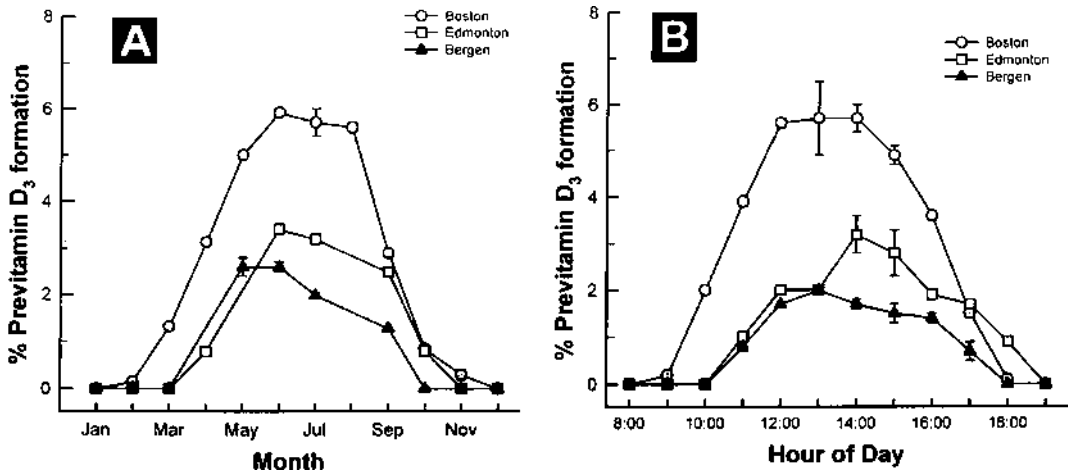 A
Boston
Edmonton
Bergen
% Previtamin D3 formation
8
6
4
2
0
Jan
Mar
May
Jul
Sep
Nov
Month
B
Boston
Edmonton
Bergen
% Previtamin D3 formation
8
6
4
2
0
8:00
10:00
12:00
14:00
16:00
18:00
Hour of Day